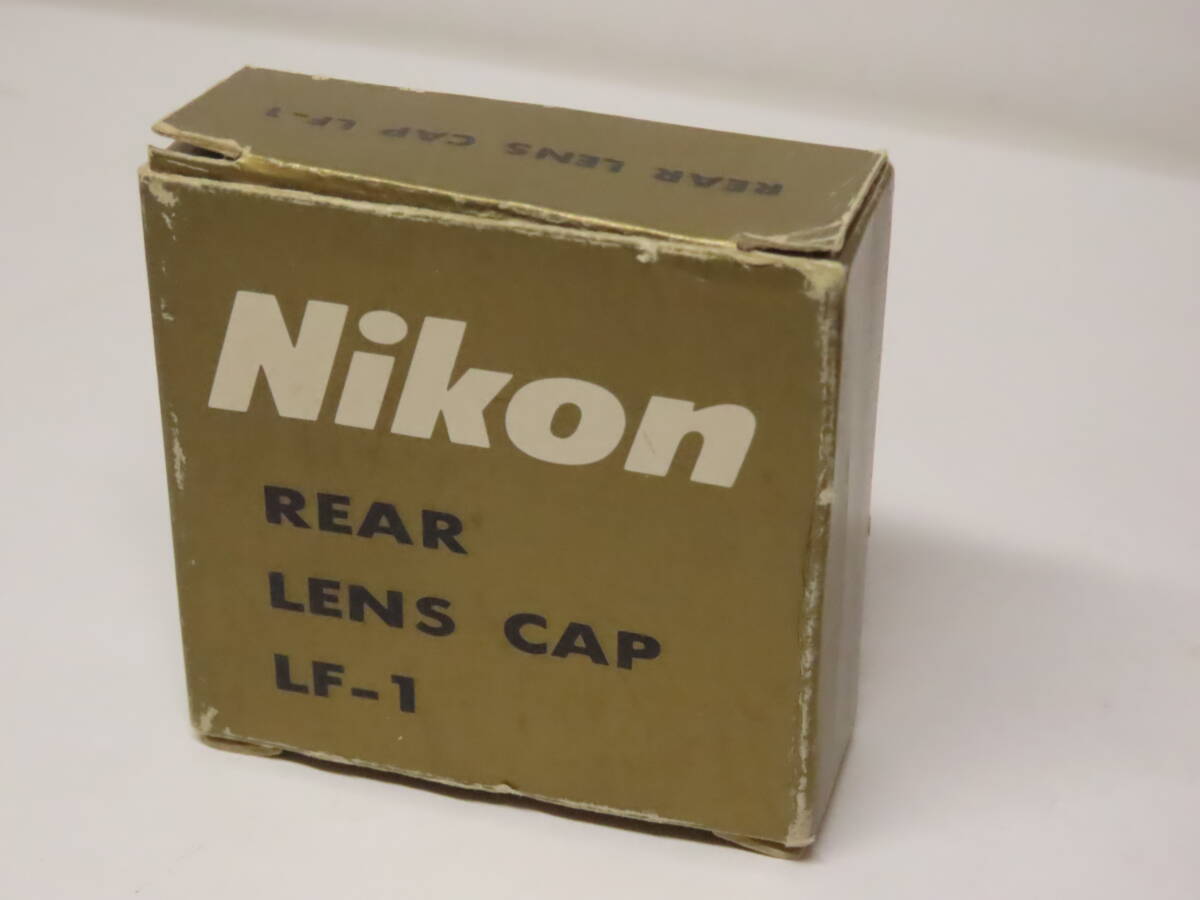 REAR LENS CAP LF-1
Nikon
REAR
LENS CAP
LF-1